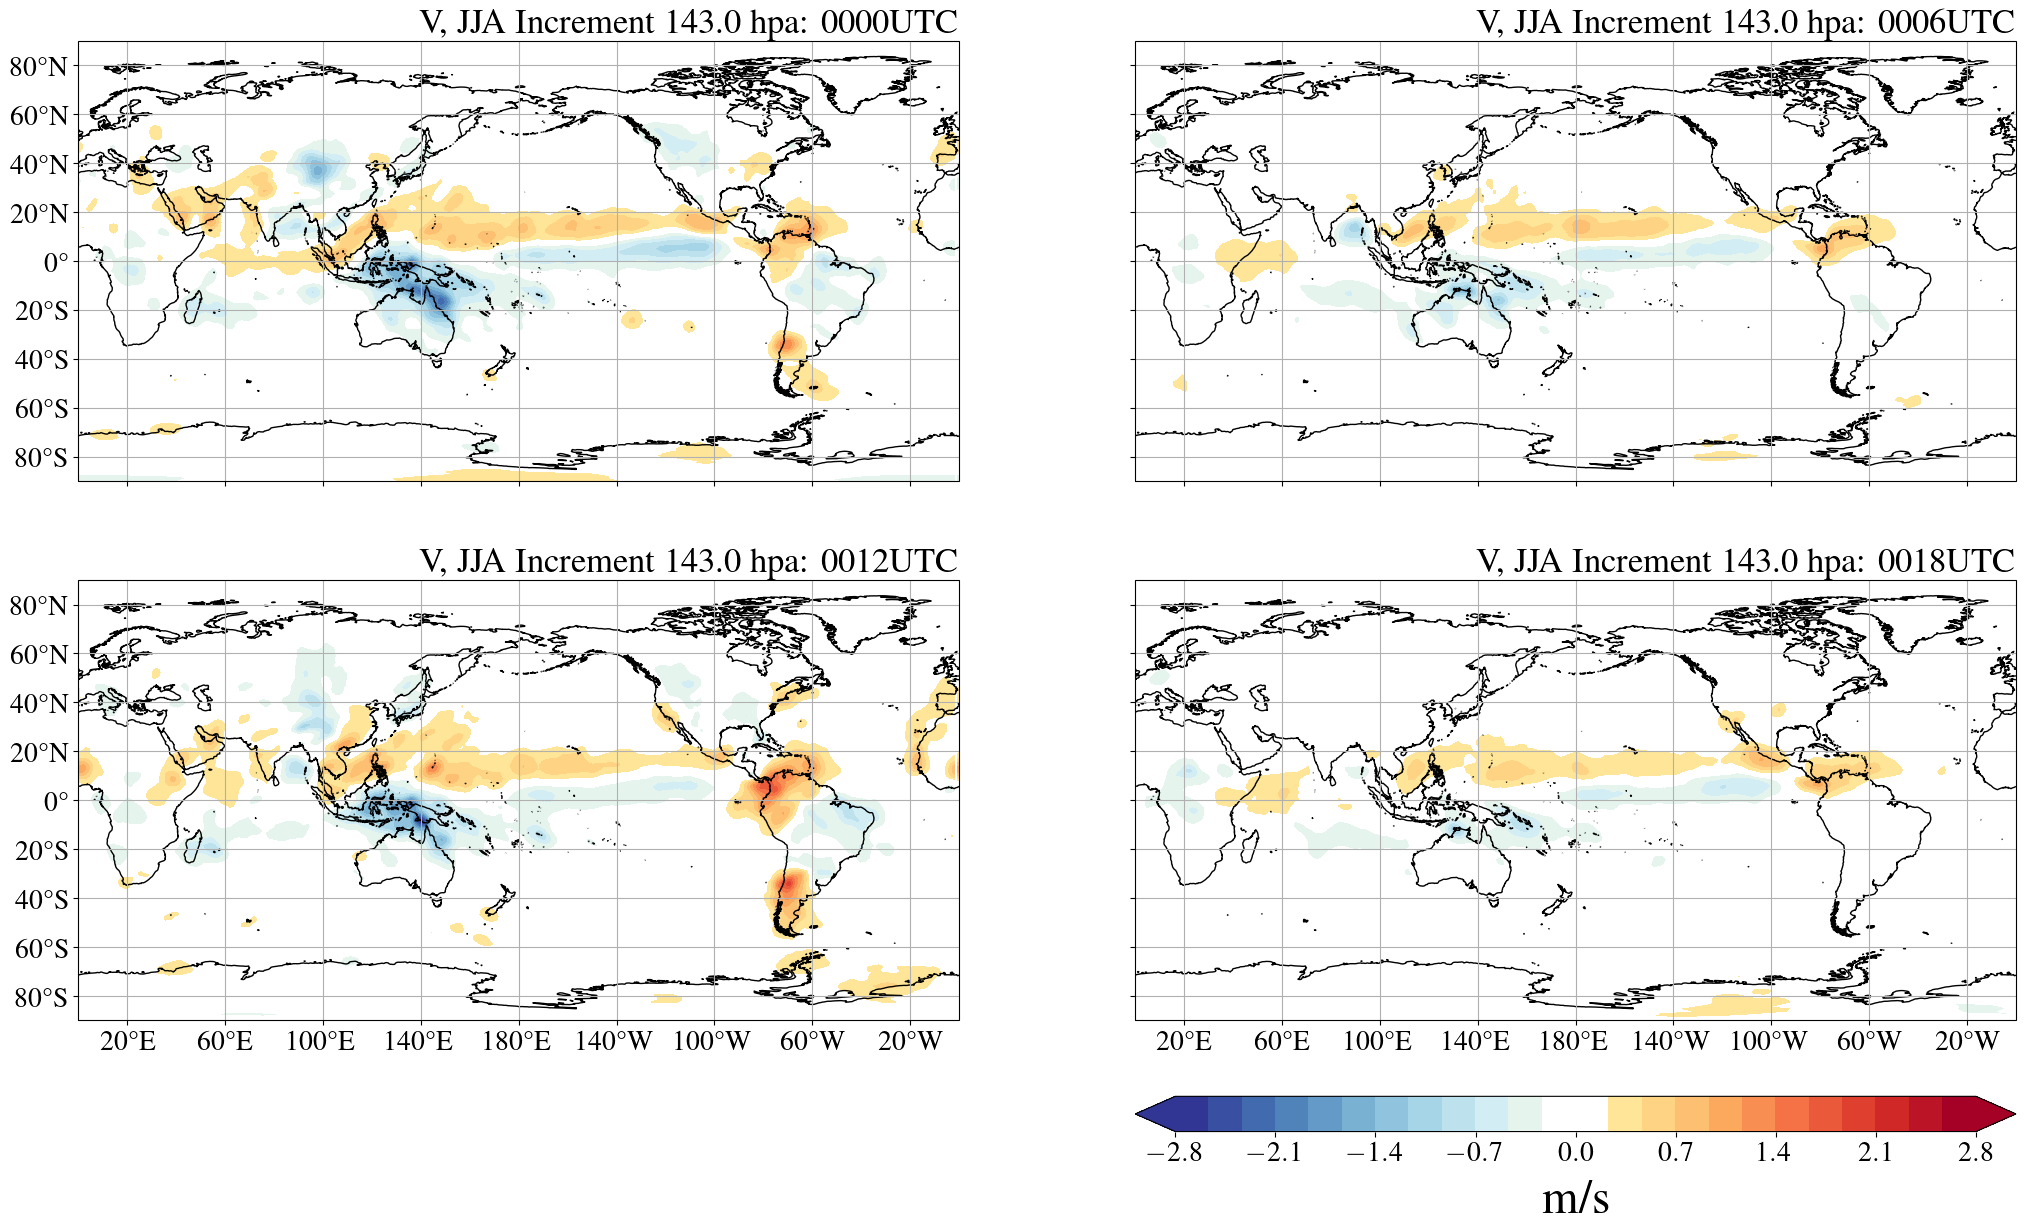 V, JJA Increment 143.0 hpa: 0000UTC
V, JJA Increment 143.0 hpa: 0006UTC
80°N
60°N
40°N
20°N
0°
20°S
40°S
60°S
80°S
V, JJA Increment 143.0 hpa: 0012UTC
V, JJA Increment 143.0 hpa: 0018UTC
80°N
60°N
40°N
20°N
0°
20°S
40°S
60°S
80°S
20°E 60°E 100°E 140°E 180°E 140°W 100°W 60°W 20°W
20°E 60°E 100°E 140°E 180°E 140°W 100°W 60°W 20°W
−2.8 −2.1 −1.4 −0.7 0.0 0.7 1.4 2.1 2.8
m/s